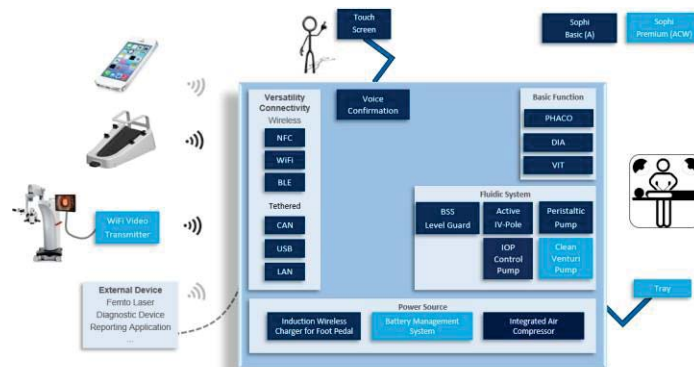 Touch
Screen
Sophi
Basic (A)
Sophi
Premium (ACW)
Versatility
Connectivity
Wireless
NFC
WiFi
BLE
Tethered
CAN
USB
LAN
Voice
Confirmation
Basic Function
PHACO
DIA
VIT
Fluidic System
BSS
Level Guard
Active
IV-Pole
Peristaltic
Pump
IOP
Control
Pump
Clean
Venturi
Pump
WiFi Video
Transmitter
External Device
Femto Laser
Diagnostic Device
Reporting Application
...
Tray
Power Source
Induction Wireless
Charger for Foot Pedal
Battery Management
System
Integrated Air
Compressor